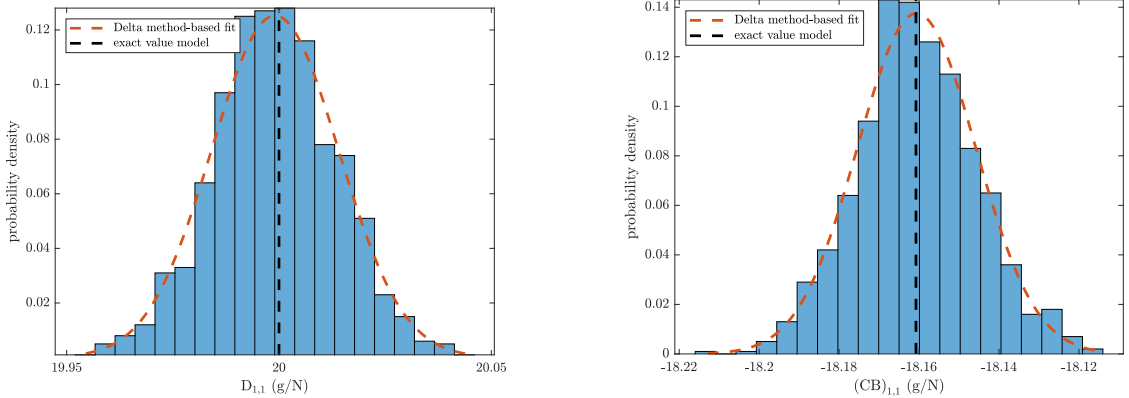 0.12
0.1
0.08
0.06
0.04
0.02
probability density
Delta method-based fit
exact value model
19.95
20
20.05
D1,1 (g/N)
0.14
0.12
0.1
0.08
0.06
0.04
0.02
0
probability density
Delta method-based fit
exact value model
-18.22
-18.2
-18.18
-18.16
-18.14
-18.12
(CB)1,1 (g/N)